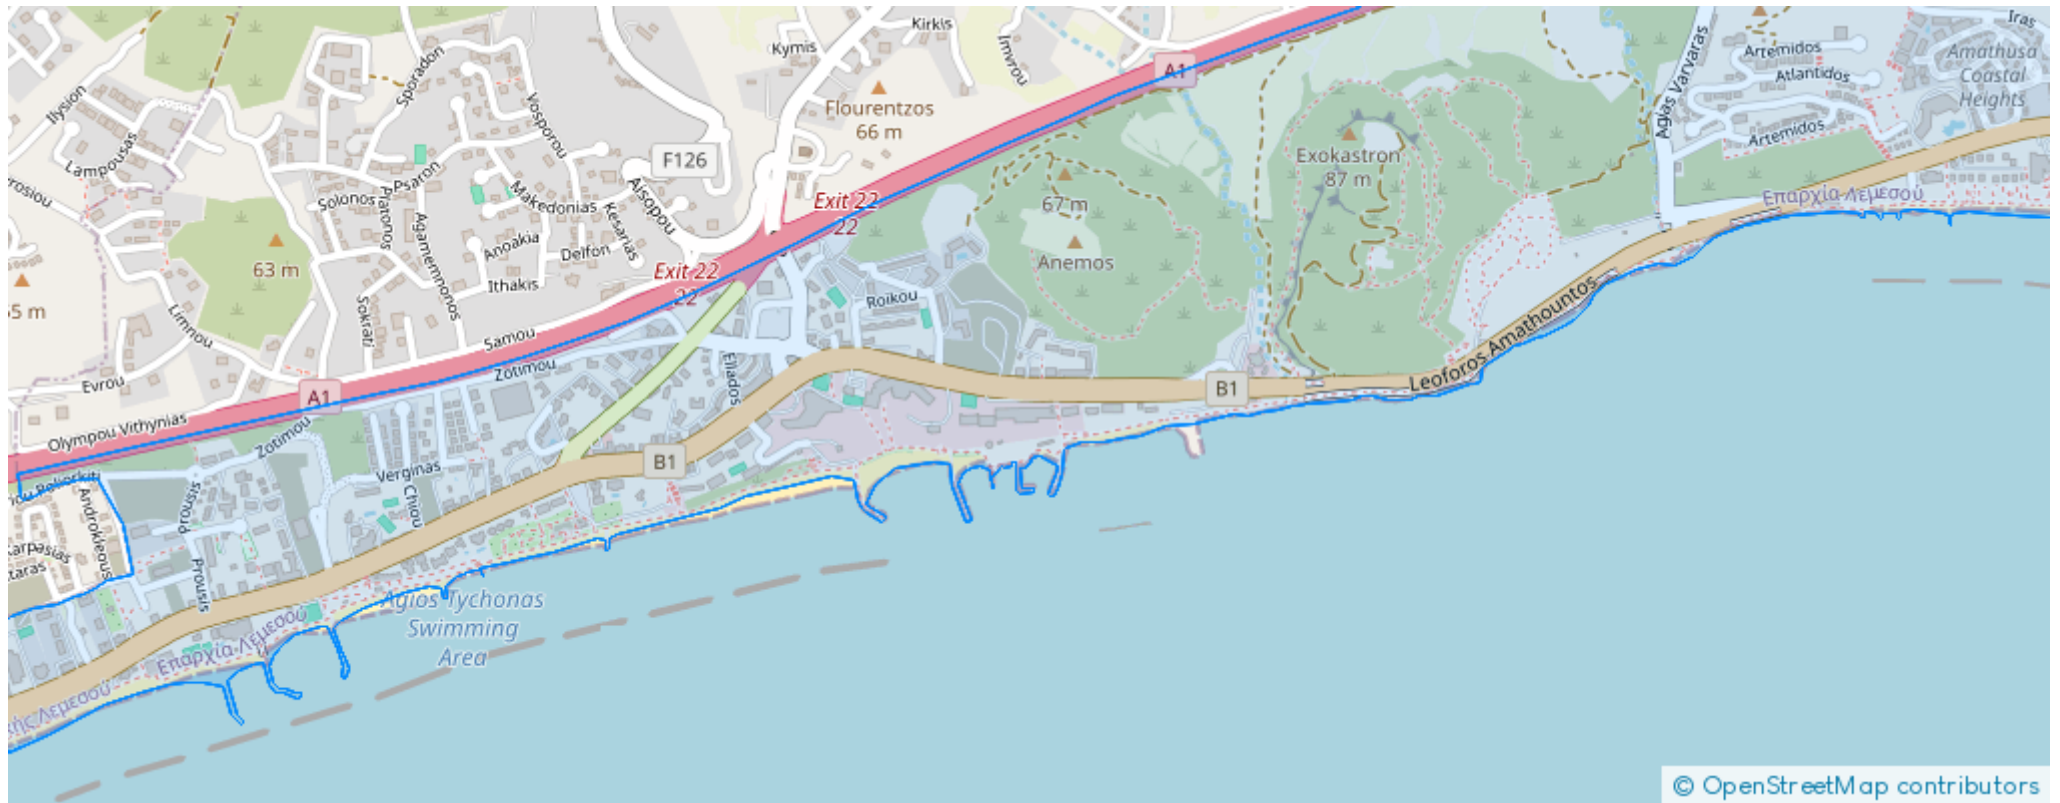 Kirkis
Iras
Kymis
Imvrou
Artemidos
Amathusa
Coastal
Heights
A1
Atlantidos
Agias Varvaras
Sporadon
Ilysion
Vosporou
Flourentzos
66 m
Artemidos
Lampousas
F126
Exokastron
87 m
Psaron
Makedonias
Aisopou
Solonos
Exit 22
22
67 m
Επαρχία Λεμεσού
Kesarias
Agamemnonos
Anoakia
Delfon
63 m
Anemos
Exit 22
22
Ithakis
Roikou
5 m
Limnou
Sokrati
Samou
Leoforos Amathountos
Zotimou
Evrou
A1
B1
Olympou Vithynias
Zotimou
B1
Verginas
Chiou
Androkleous
Prousis
Prousis
Agios Tychonas
Swimming
Area
Επαρχία Λεμεσού
© OpenStreetMap contributors